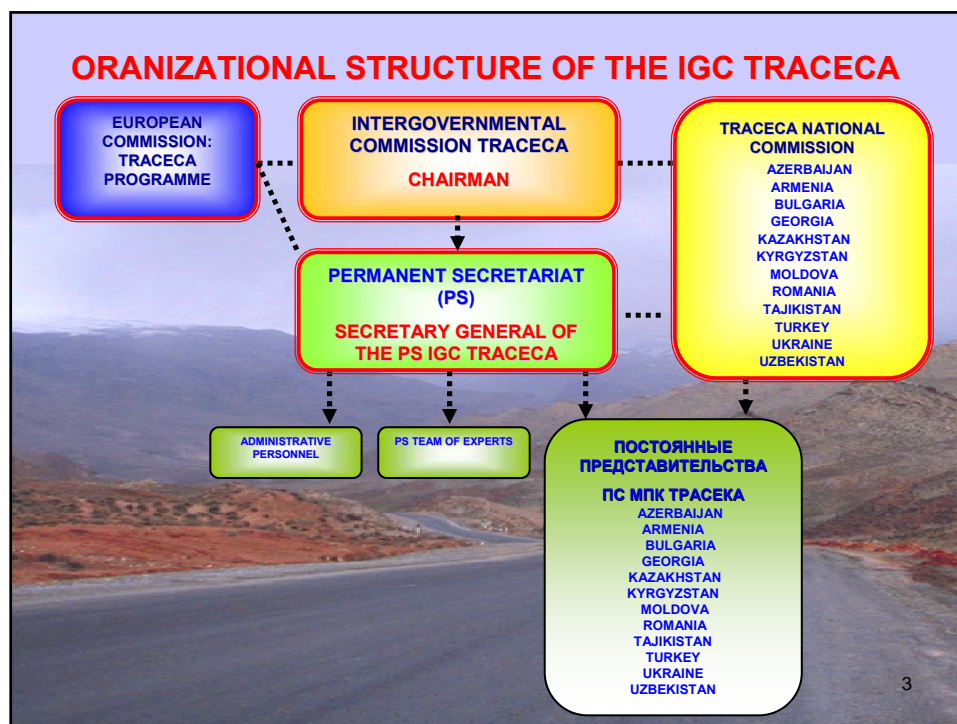 ORANIZATIONAL STRUCTURE OF THE IGC TRACECA
EUROPEAN
COMMISSION:
TRACECA
PROGRAMME
INTERGOVERNMENTAL
COMMISSION TRACECA
CHAIRMAN
TRACECA NATIONAL
COMMISSION
AZERBAIJAN
ARMENIA
BULGARIA
GEORGIA
KAZAKHSTAN
KYRGYZSTAN
MOLDOVA
ROMANIA
TAJIKISTAN
TURKEY
UKRAINE
UZBEKISTAN
PERMANENT SECRETARIAT
(PS)
SECRETARY GENERAL OF
THE PS IGC TRACECA
ADMINISTRATIVE
PERSONNEL
PS TEAM OF EXPERTS
ПОСТОЯННЫЕ
ПРЕДСТАВИТЕЛЬСТВА
ПС МПК ТРАСЕКА
AZERBAIJAN
ARMENIA
BULGARIA
GEORGIA
KAZAKHSTAN
KYRGYZSTAN
MOLDOVA
ROMANIA
TAJIKISTAN
TURKEY
UKRAINE
UZBEKISTAN
3